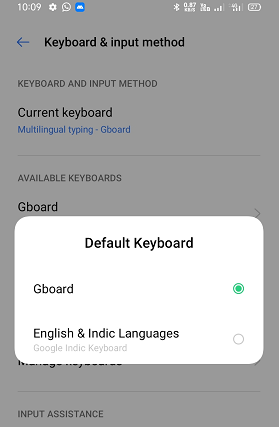 10:09
0.87
KB/S
27
Keyboard & input method
KEYBOARD AND INPUT METHOD
Current keyboard
Multilingual typing - Gboard
AVAILABLE KEYBOARDS
Gboard
Default Keyboard
Gboard
English & Indic Languages
Google Indic Keyboard
Manage keyboards
INPUT ASSISTANCE